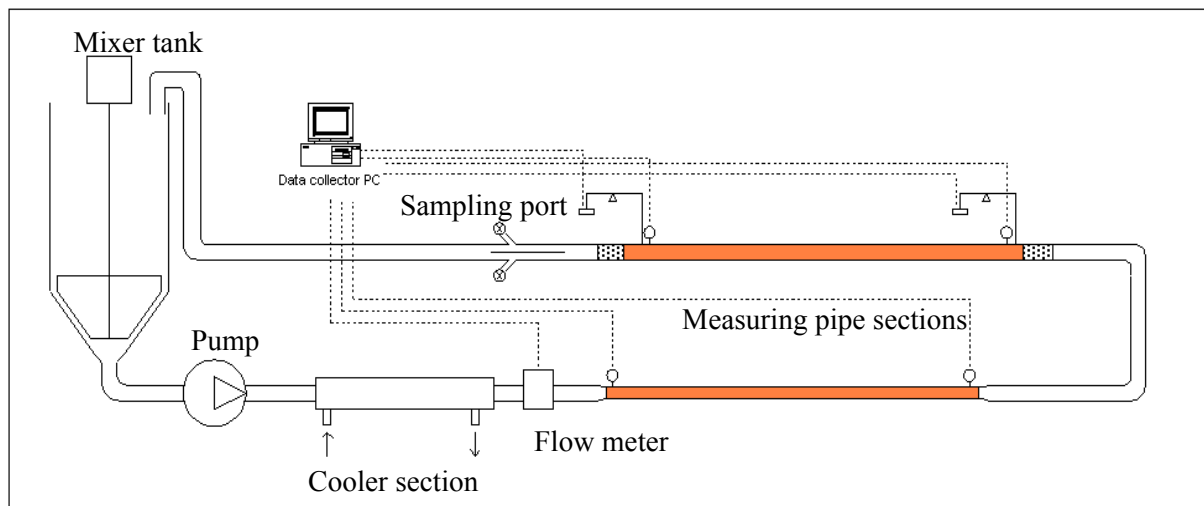 Mixer tank
Data collector PC
Sampling port
Measuring pipe sections
Pump
Flow meter
Cooler section